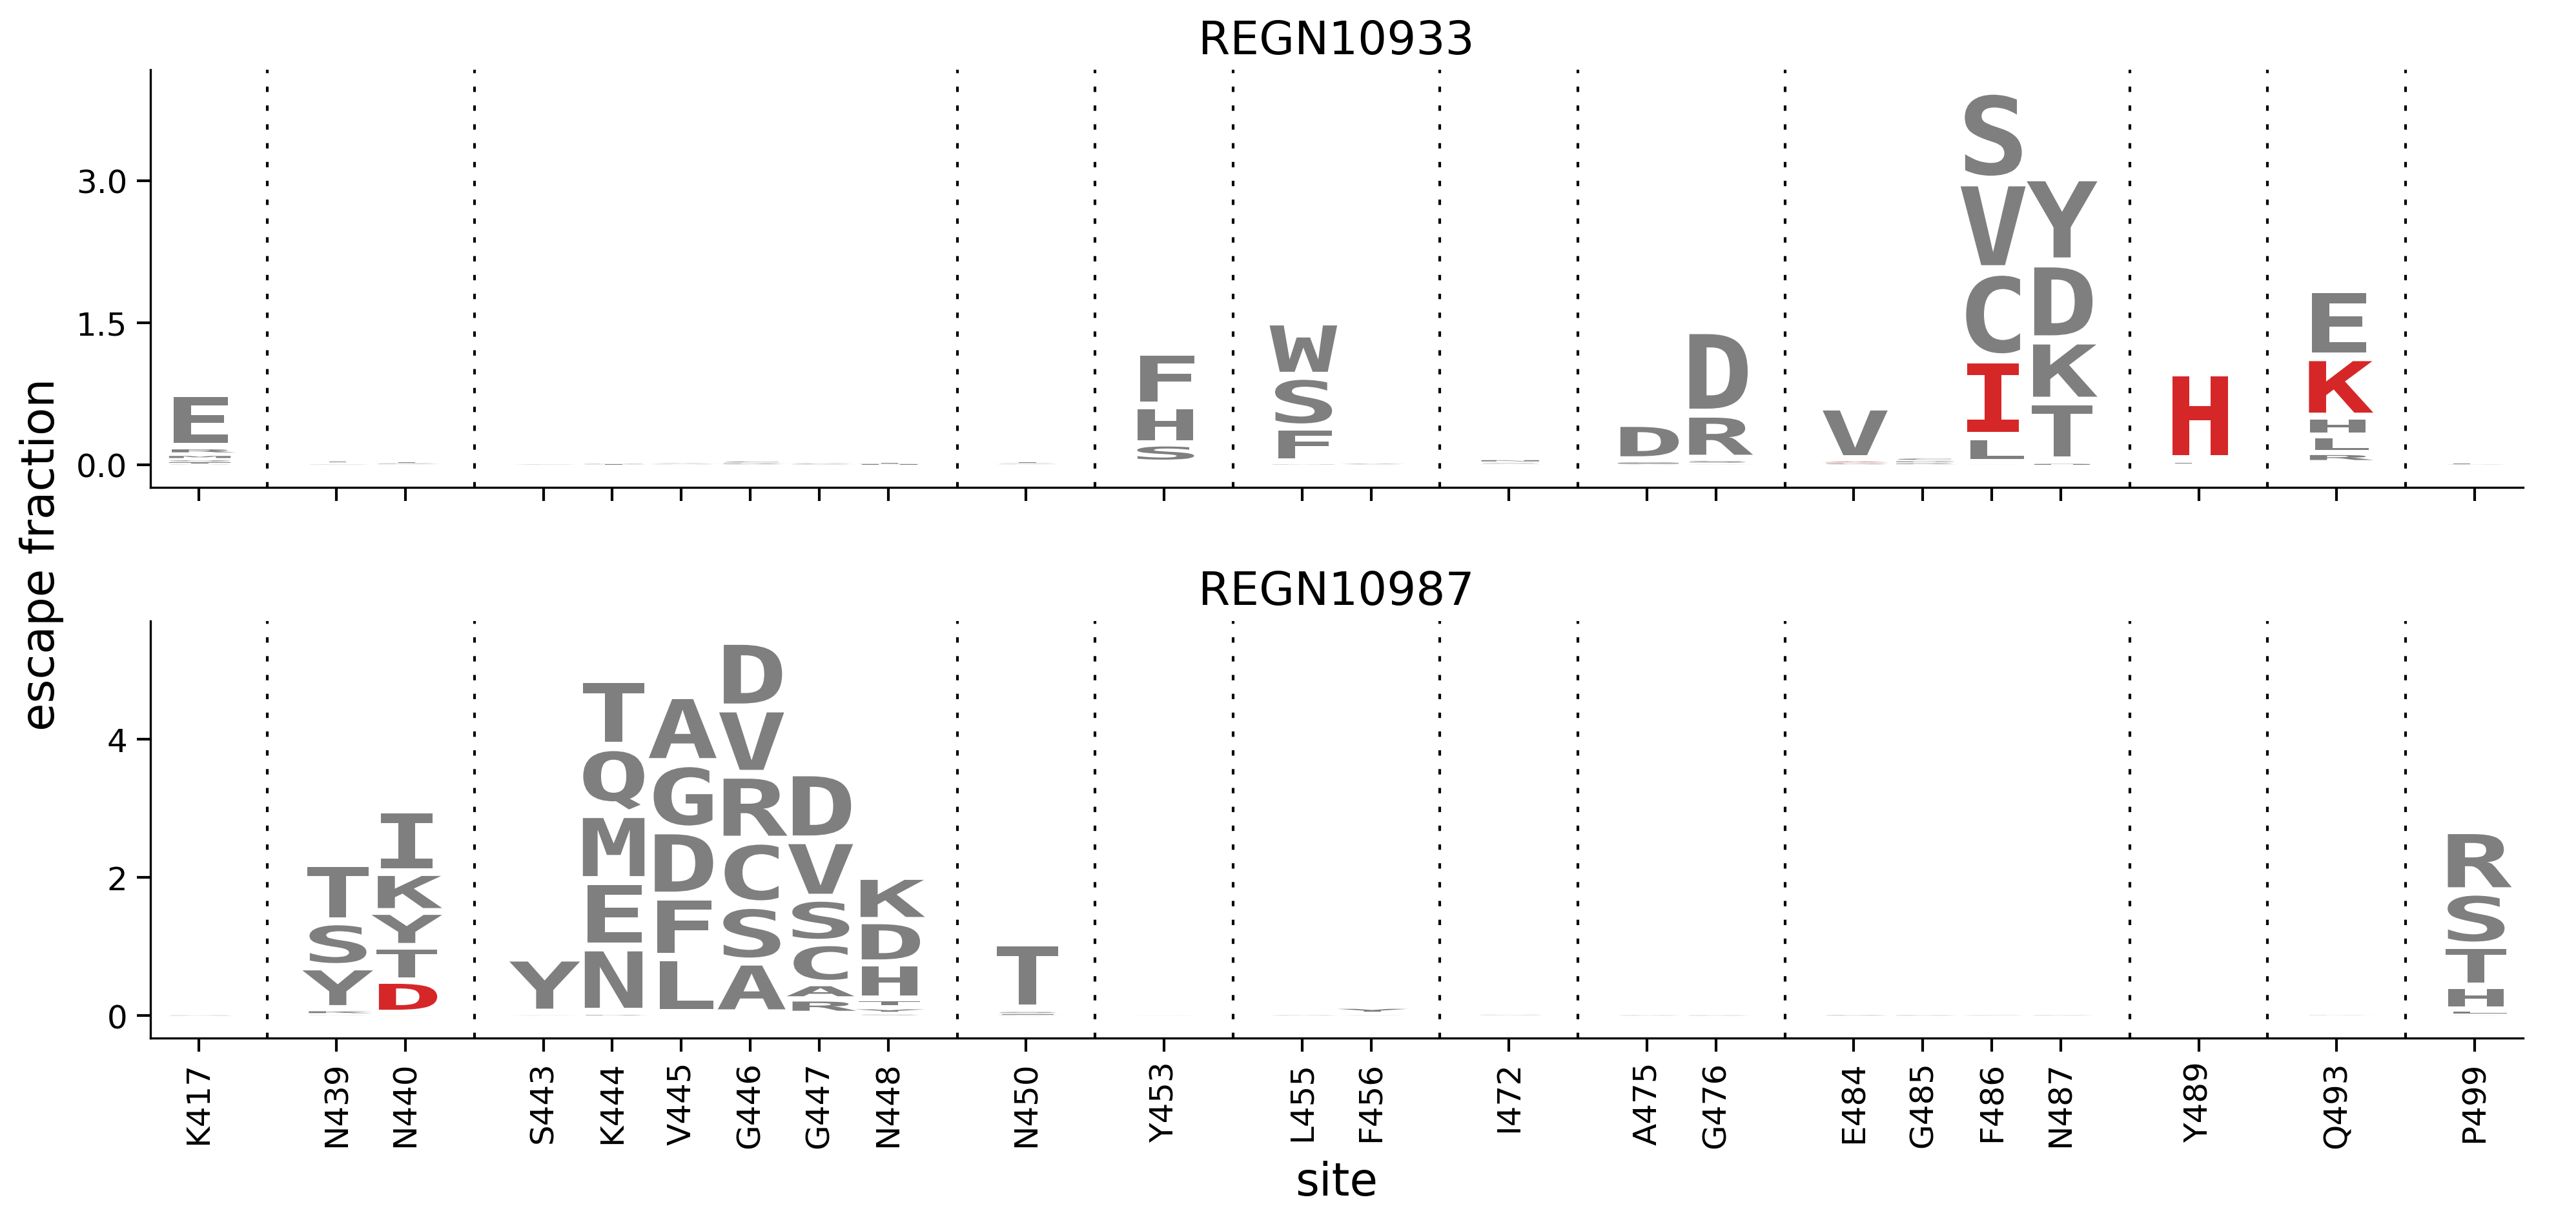 REGN10933
escape fraction
3.0
1.5
0.0
E
F
H
S
W
S
F
D
D
R
V
S
V
C
I
L
Y
D
K
T
H
E
K
H
L
R
REGN10987
4
2
0
T
S
Y
I
K
Y
T
D
Y
T
Q
M
E
N
A
G
D
F
L
D
V
R
C
S
A
D
V
S
C
A
R
K
D
H
T
R
S
T
H
K417 N439 N440 S443 K444 V445 G446 G447 N448 N450 Y453 L455 F456 I472 A475 G476 E484 G485 F486 N487 Y489 Q493 P499
site